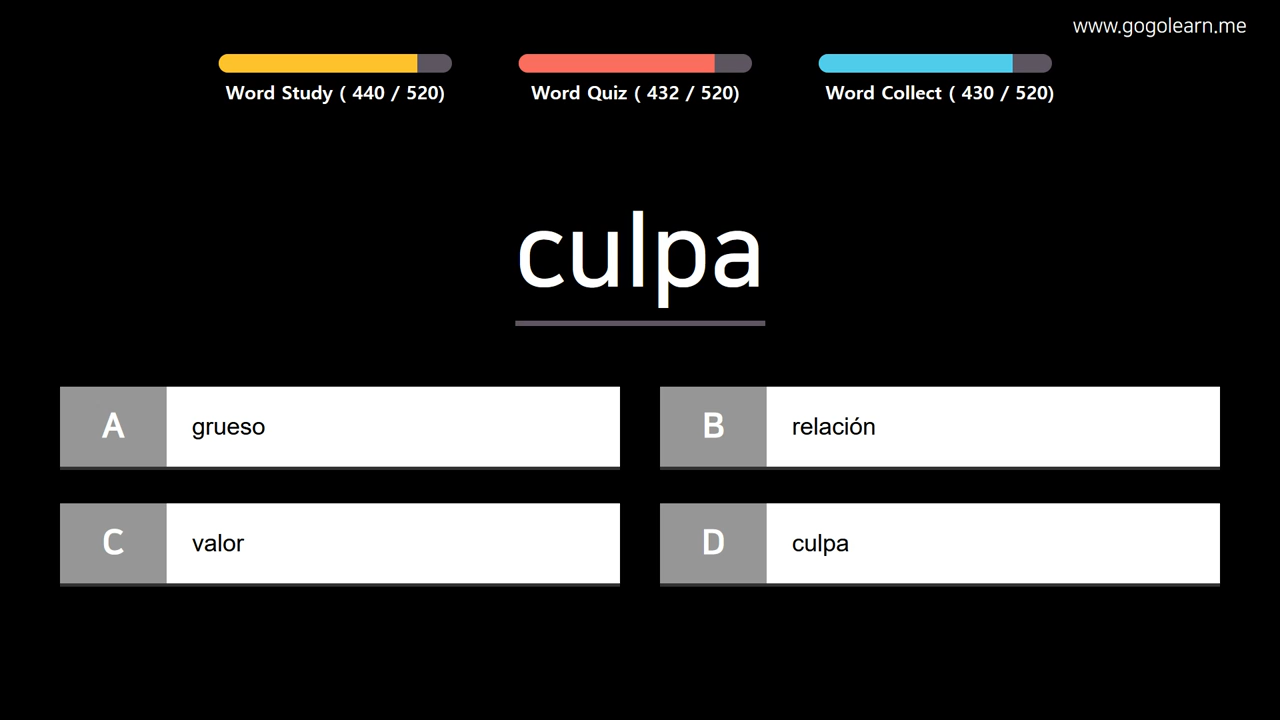 www.gogolearn.me
Word Study ( 440 / 520)
Word Quiz ( 432 / 520)
Word Collect ( 430 / 520)
culpa
A grueso
B relación
C valor
D culpa